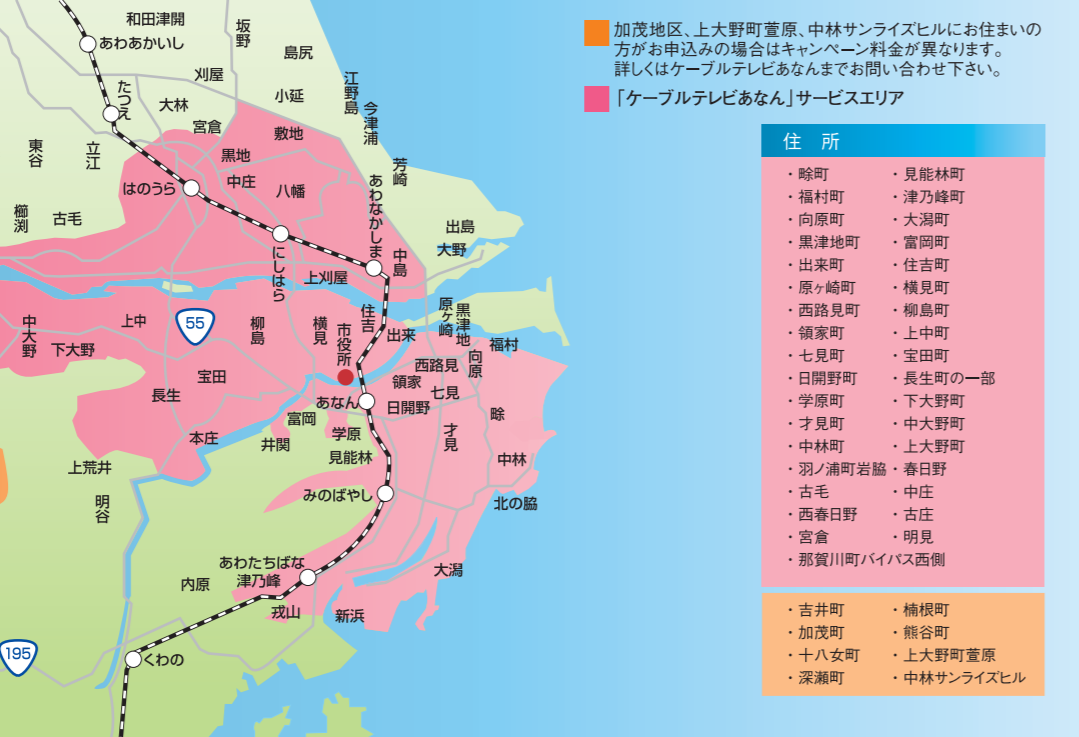 加茂地区、上大野町萱原、中林サンライズヒルにお住まいの
方がお申込みの場合はキャンペーン料金が異なります。
詳しくはケーブルテレビあなんまでお問い合わせ下さい。
「ケーブルテレビあなん」サービスエリア
住 所
・畭町 ・見能林町
・福村町 ・津乃峰町
・向原町 ・大潟町
・黒津地町 ・富岡町
・出来町 ・住吉町
・原ヶ崎町 ・横見町
・西路見町 ・柳島町
・領家町 ・上中町
・七見町 ・宝田町
・日開野町 ・長生町の一部
・学原町 ・下大野町
・才見町 ・中大野町
・中林町 ・上大野町
・羽ノ浦町岩脇 ・春日野
・古毛 ・中庄
・西春日野 ・古庄
・宮倉 ・明見
・那賀川町バイパス西側
・吉井町 ・楠根町
・加茂町 ・熊谷町
・十八女町 ・上大野町萱原
・深瀬町 ・中林サンライズヒル
和田津開
坂野
あわあかいし
島尻
刈屋
江野島
たつえ
小延
大林
今津浦
宮倉
敷地
東谷
立江
黒地
芳崎
中庄
はのうら
八幡
あわなかしま
櫛渕
古毛
出島
大野
にしはら
中島
上刈屋
原ヶ崎
黒津地
住吉
中大野
上中
55
柳島
横見
市役所
出来
福村
下大野
向原
西路見
宝田
領家
七見
長生
あなん
日開野
畭
富岡
才見
本庄
学原
井関
見能林
中林
上荒井
みのばやし
明谷
北の脇
あわたちばな
大潟
内原
津乃峰
戎山
新浜
195
くわの